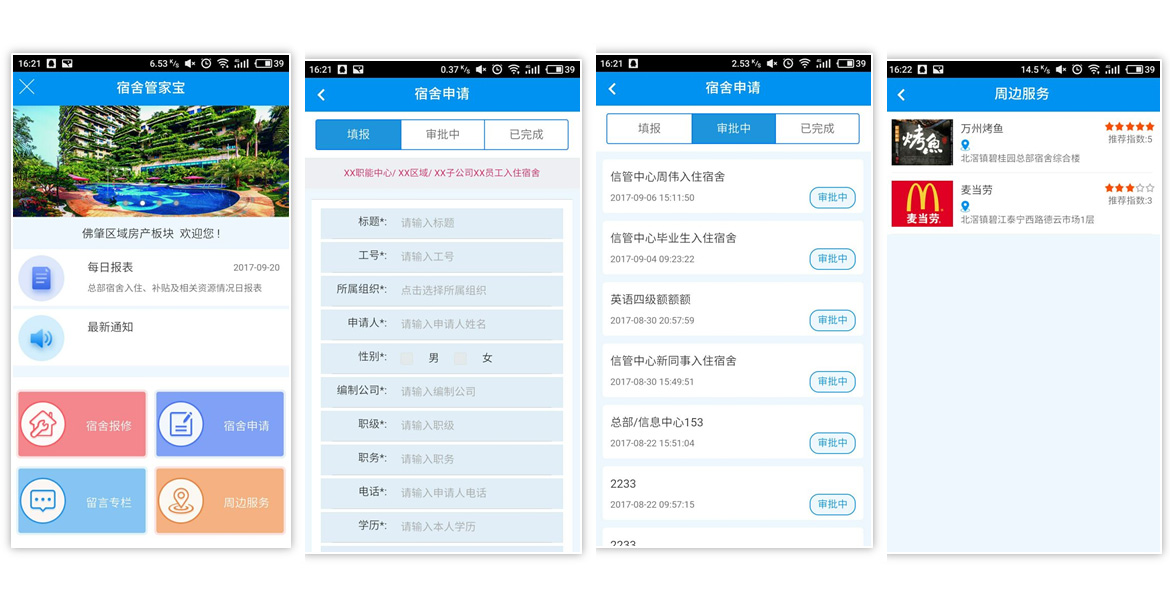 16:21
6.53 K/s
39
宿舍管家宝
佛肇区域房产板块 欢迎您！
每日报表
2017-09-20
总部宿舍入住、补贴及相关资源情况日报表
最新通知
宿舍报修
宿舍申请
留言专栏
周边服务
16:21
0.37 K/s
39
宿舍申请
填报
审批中
已完成
XX职能中心/ XX区域/ XX子公司XX员工入住宿舍
标题*: 请输入标题
工号*: 请输入工号
所属组织*: 点击选择所属组织
申请人*: 请输入申请人姓名
性别*: 男 女
编制公司*: 请输入编制公司
职级*: 请输入职级
职务*: 请输入职务
电话*: 请输入申请人电话
学历*: 请输入本人学历
16:21
2.53 K/s
39
宿舍申请
填报
审批中
已完成
信管中心周伟入住宿舍
2017-09-06 15:11:50
审批中
信管中心毕业生入住宿舍
2017-09-04 09:23:22
审批中
英语四级额额额
2017-08-30 20:57:59
审批中
信管中心新同事入住宿舍
2017-08-30 15:49:51
审批中
总部/信息中心153
2017-08-22 15:51:04
审批中
2233
2017-08-22 09:57:15
审批中
2233
16:22
14.5 K/s
39
周边服务
烤魚
万州烤鱼
推荐指数:5
北滘镇碧桂园总部宿舍综合楼
麦当劳
麦当劳
推荐指数:3
北滘镇碧江泰宁西路德云市场1层